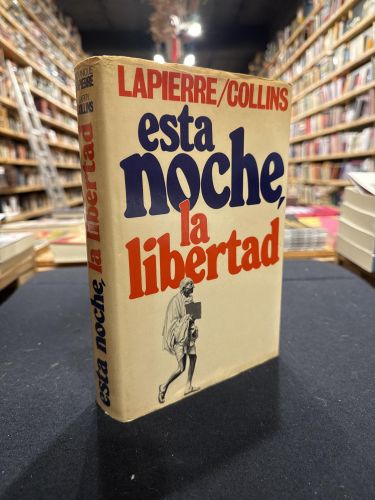 LAPIERRE/COLLINS
esta
noche,
la
libertad
esta noche, la libertad